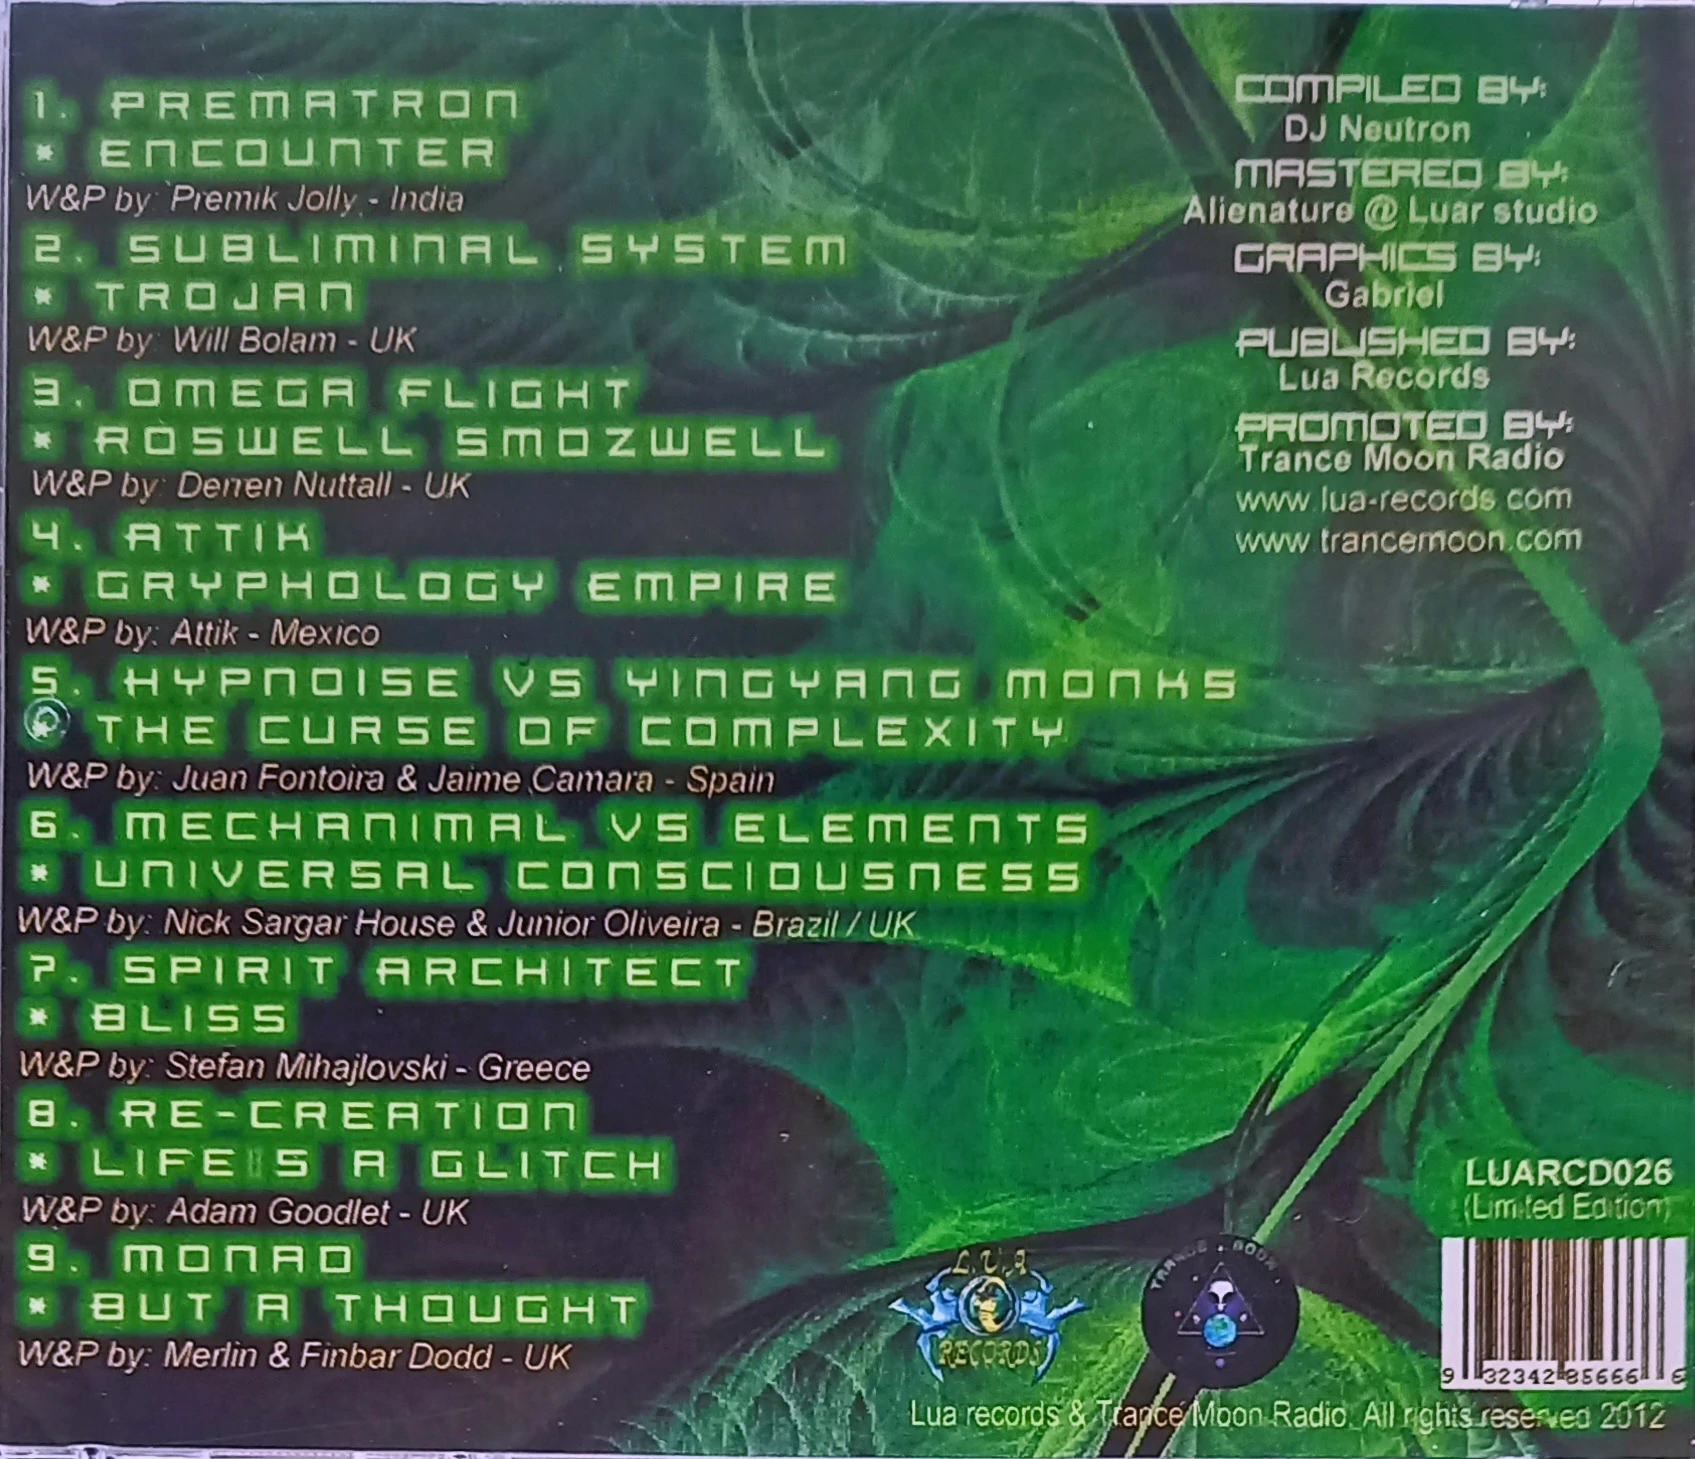 1. PREMATRON
* ENCOUNTER
W&P by: Premik Jolly - India
2. SUBLIMINAL SYSTEM
* TROJAN
W&P by: Will Bolam - UK
3. OMEGA FLIGHT
* ROSWELL SMOZWELL
W&P by: Derren Nuttall - UK
4. ATTIK
* GRYPHOLOGY EMPIRE
W&P by: Attik - Mexico
5. HYPNOISE VS YINGYANG MONKS
* THE CURSE OF COMPLEXITY
W&P by: Juan Fontoira & Jaime Camara - Spain
6. MECHANIMAL VS ELEMENTS
* UNIVERSAL CONSCIOUSNESS
W&P by: Nick Sargar House & Junior Oliveira - Brazil / UK
7. SPIRIT ARCHITECT
* BLISS
W&P by: Stefan Mihajlovski - Greece
8. RE-CREATION
* LIFE IS A GLITCH
W&P by: Adam Goodlet - UK
9. MONAD
* BUT A THOUGHT
W&P by: Merlin & Finbar Dodd - UK
COMPILED BY:
DJ Neutron
MASTERED BY:
Alienature @ Luar studio
GRAPHICS BY:
Gabriel
PUBLISHED BY:
Lua Records
PROMOTED BY:
Trance Moon Radio
www.lua-records.com
www.trancemoon.com
LUARCD026
(Limited Edition)
L.U.A
RECORDS
TRANCE MOON
9 32342 85666 6
Lua records & Trance Moon Radio. All rights reserved 2012